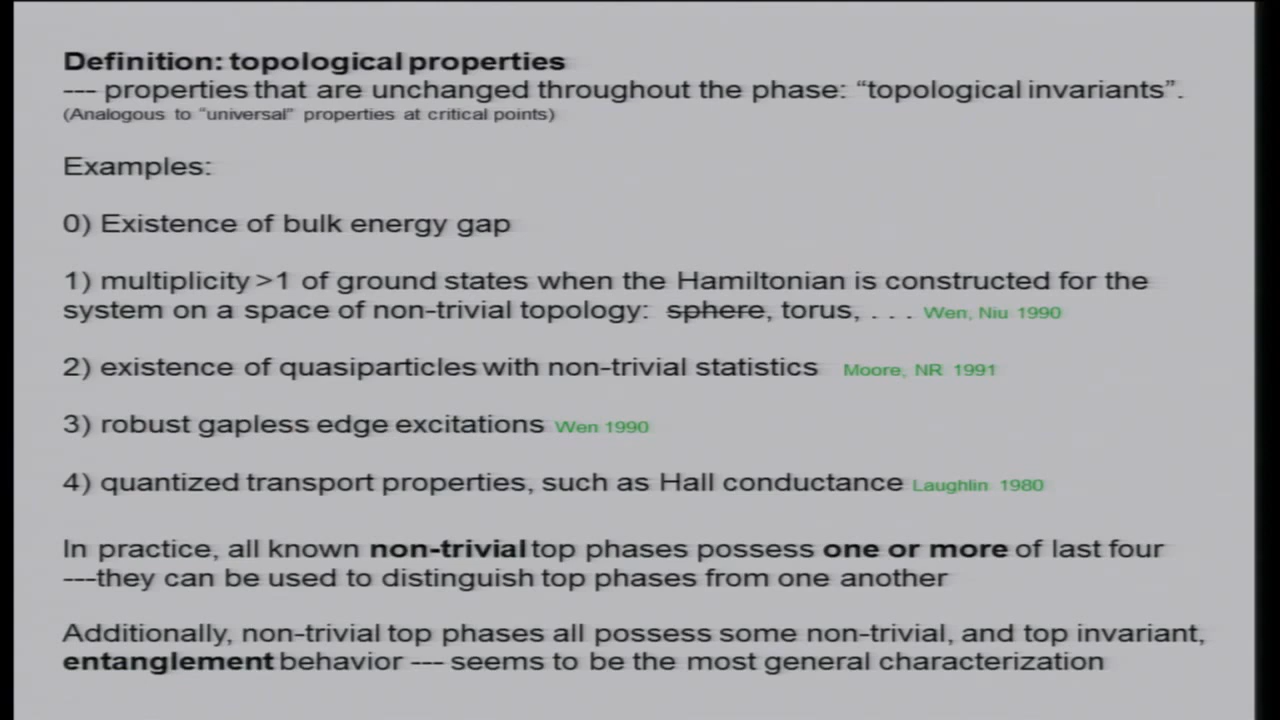 Definition: topological properties
--- properties that are unchanged throughout the phase: “topological invariants”.
(Analogous to “universal” properties at critical points)
Examples:
0) Existence of bulk energy gap
1) multiplicity >1 of ground states when the Hamiltonian is constructed for the
system on a space of non-trivial topology: sphere, torus, . . . Wen, Niu 1990
2) existence of quasiparticles with non-trivial statistics Moore, NR 1991
3) robust gapless edge excitations Wen 1990
4) quantized transport properties, such as Hall conductance Laughlin 1980
In practice, all known non-trivial top phases possess one or more of last four
---they can be used to distinguish top phases from one another
Additionally, non-trivial top phases all possess some non-trivial, and top invariant,
entanglement behavior --- seems to be the most general characterization